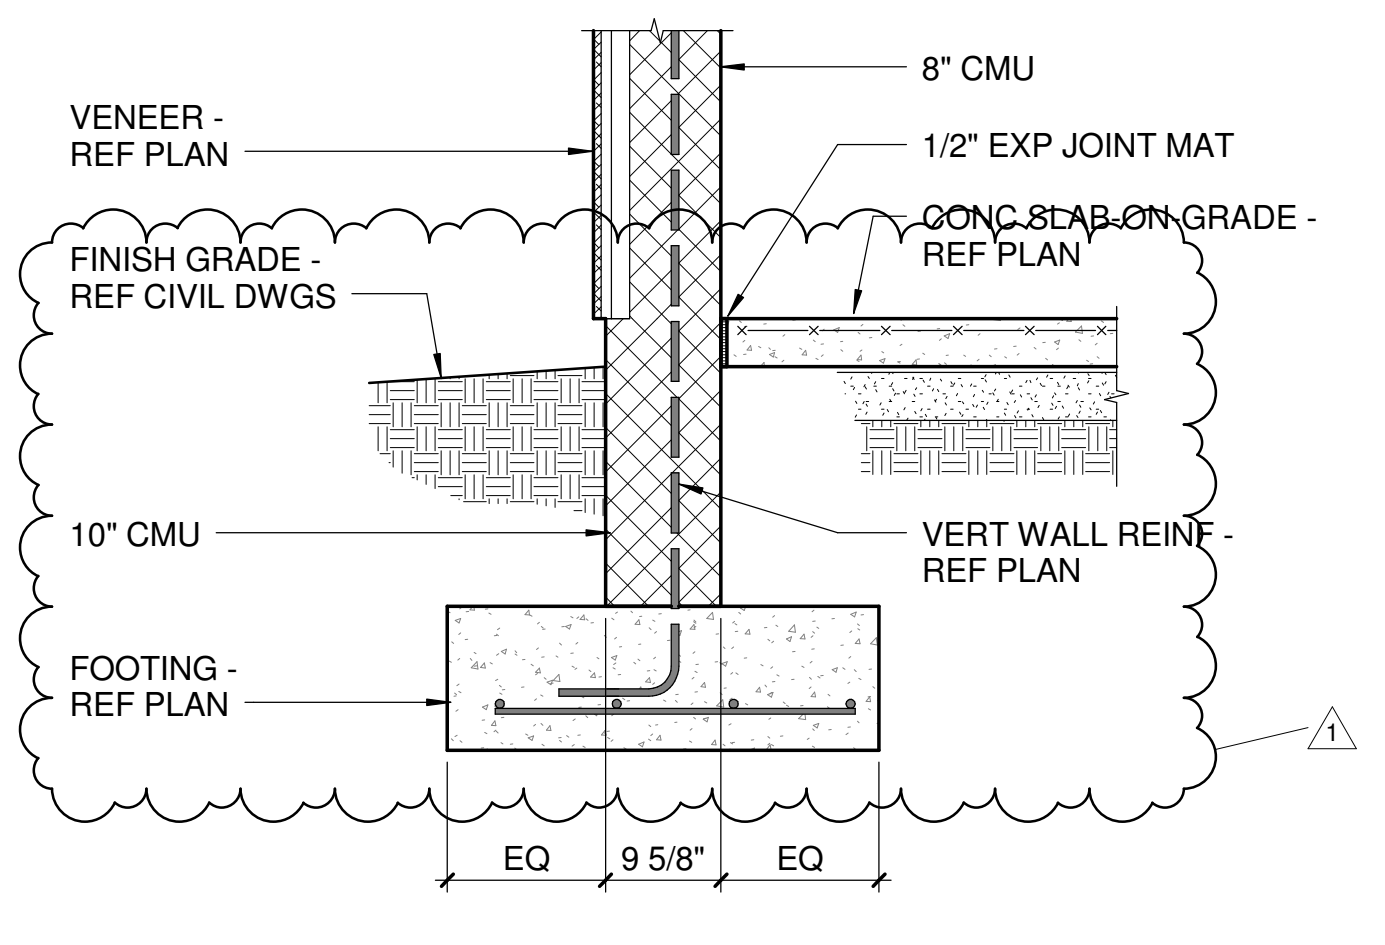 8" CMU
VENEER -
REF PLAN
1/2" EXP JOINT MAT
CONC SLAB-ON-GRADE -
REF PLAN
FINISH GRADE -
REF CIVIL DWGS
10" CMU
VERT WALL REINF -
REF PLAN
FOOTING -
REF PLAN
1
EQ
9 5/8"
EQ